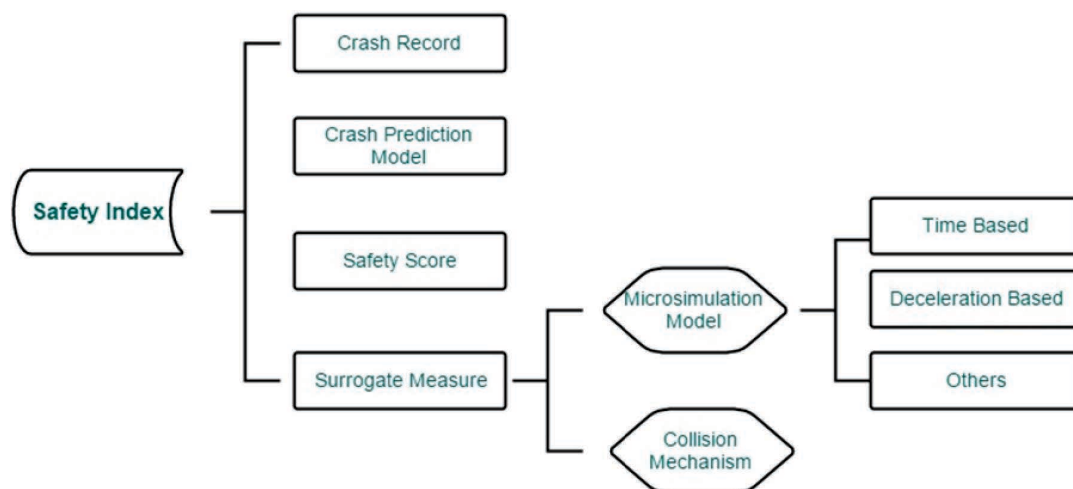 Safety Index
Crash Record
Crash Prediction
Model
Safety Score
Surrogate Measure
Microsimulation
Model
Collision
Mechanism
Time Based
Deceleration Based
Others